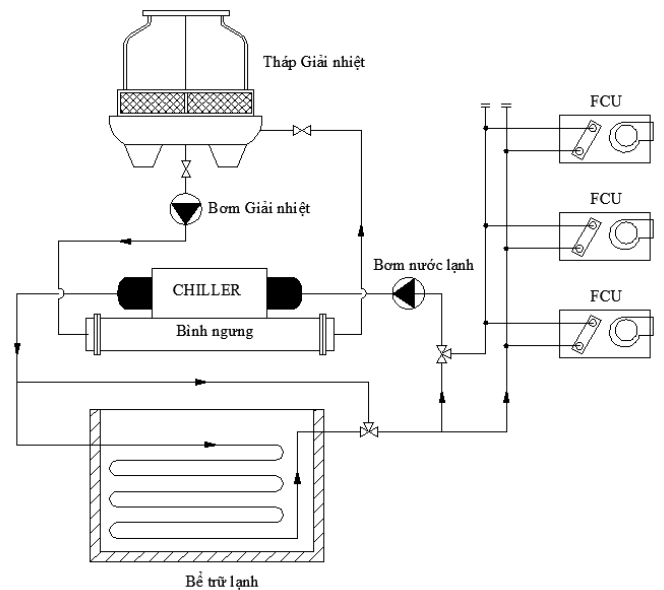 Tháp Giải nhiệt
FCU
Bơm Giải nhiệt
FCU
Bơm nước lạnh
CHILLER
FCU
Bình ngưng
Bể trữ lạnh